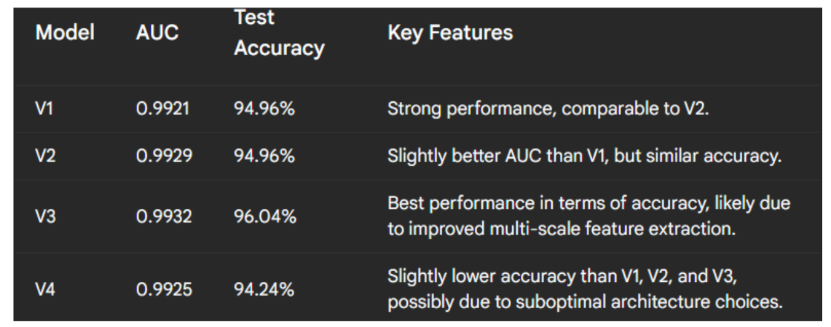 Model AUC Test Accuracy Key Features
V1 0.9921 94.96% Strong performance, comparable to V2.
V2 0.9929 94.96% Slightly better AUC than V1, but similar accuracy.
V3 0.9932 96.04% Best performance in terms of accuracy, likely due
to improved multi-scale feature extraction.
V4 0.9925 94.24% Slightly lower accuracy than V1, V2, and V3,
possibly due to suboptimal architecture choices.